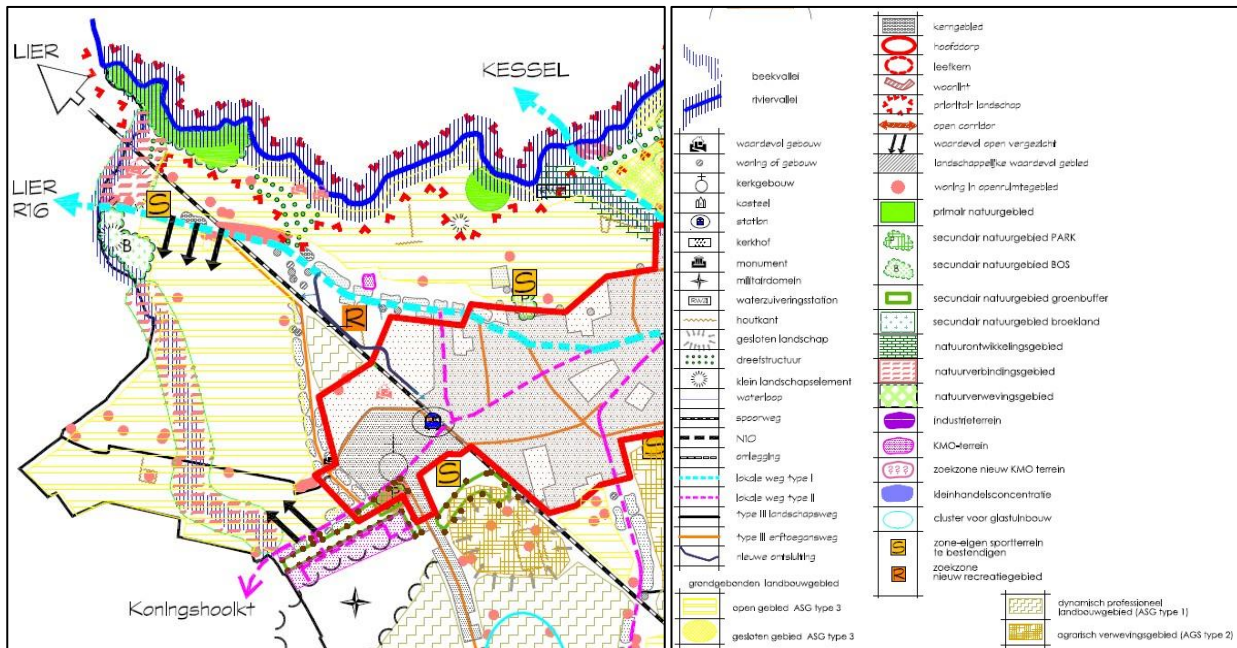 LIER
KESSEL
LIER
R16
S
B
S
R
S
S
Koningshooikt
beekvallei
riviervallei
waardevol gebouw
woning of gebouw
kerkgebouw
kasteel
station
kerkhof
monument
militairdomein
RWZI
waterzuiveringsstation
houtkant
gesloten landschap
dreefstructuur
klein landschapselement
waterloop
spoorweg
N10
omlegging
lokale weg type I
lokale weg type II
type III landschapsweg
type III erftoegangsweg
nieuwe ontsluiting
grondgebonden landbouwgebied
open gebied ASG type 3
gesloten gebied ASG type 3
kerngebied
hoofddorp
leefkern
woonlint
prioritair landschap
open corridor
waardevol open vergezicht
landschappelijke waardevol gebied
woning in openruimtegebied
primair natuurgebied
P
secundair natuurgebied PARK
B
secundair natuurgebied BOS
secundair natuurgebied groenbuffer
secundair natuurgebied broekland
natuurontwikkelingsgebied
natuurverbindingsgebied
natuurverwevingsgebied
industrieterrein
KMO-terrein
???
zoekzone nieuw KMO terrein
kleinhandelsconcentratie
cluster voor glastuinbouw
S
zone-eigen sportterrein
te bestendigen
R
zoekzone
nieuw recreatiegebied
dynamisch professioneel
landbouwgebied (ASG type 1)
agrarisch verwevingsgebied (AGS type 2)